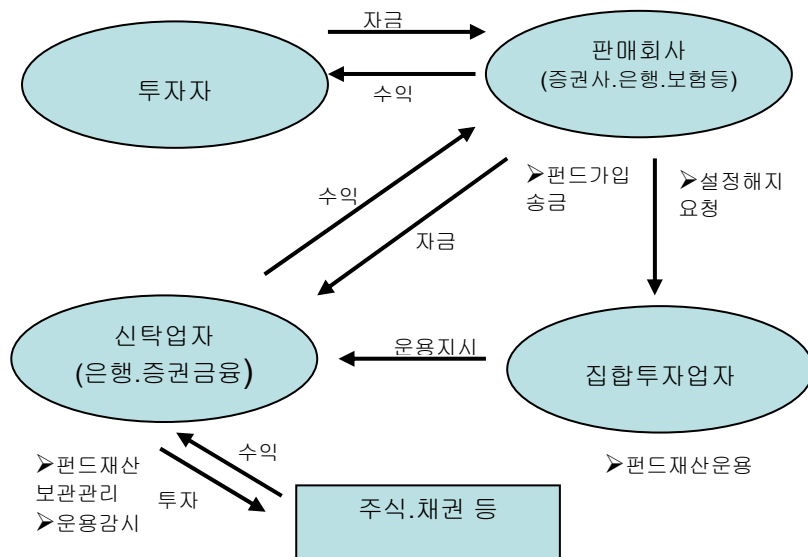 자금
투자자
수익
판매회사
(증권사.은행.보험등)
수익
자금
➢펀드가입
송금
➢설정해지
요청
신탁업자
(은행.증권금융)
운용지시
집합투자업자
➢펀드재산
보관관리
➢운용감시
수익
투자
➢펀드재산운용
주식.채권 등